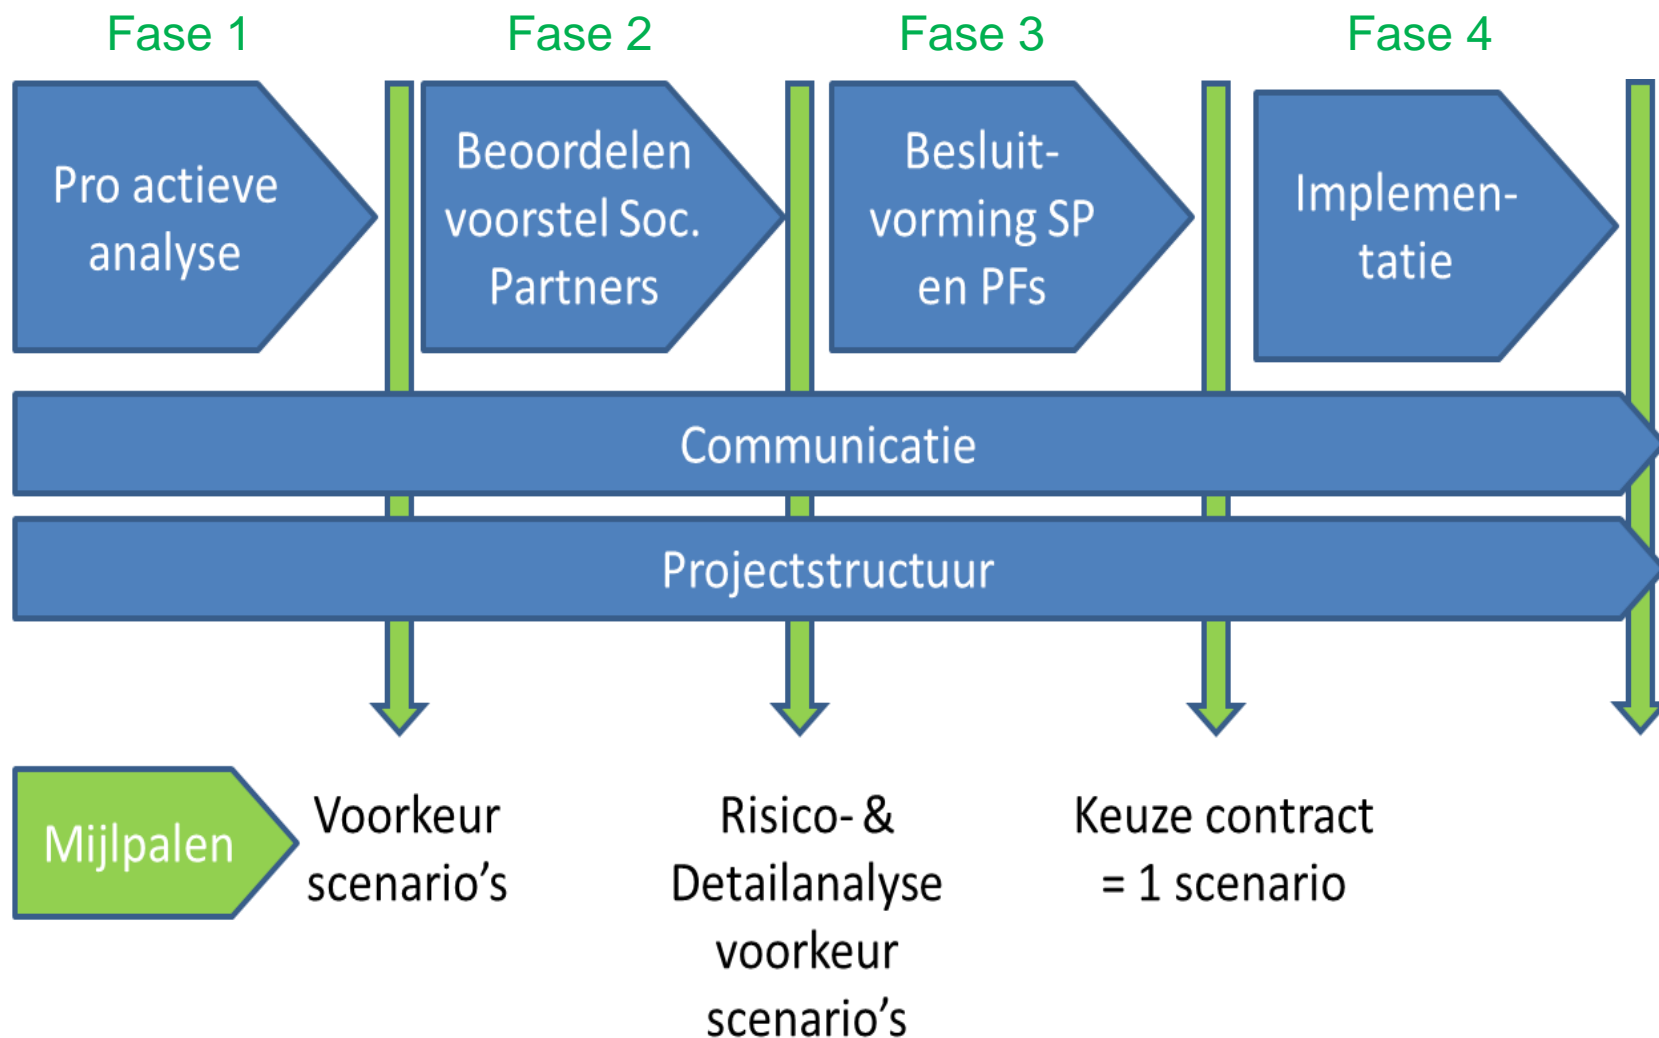 Fase 1
Fase 2
Fase 3
Fase 4
Pro actieve
analyse
Beoordelen
voorstel Soc.
Partners
Besluit-
vorming SP
en PFs
Implemen-
tatie
Communicatie
Projectstructuur
Mijlpalen
Voorkeur
scenario's
Risico- &
Detailanalyse
voorkeur
scenario's
Keuze contract
= 1 scenario